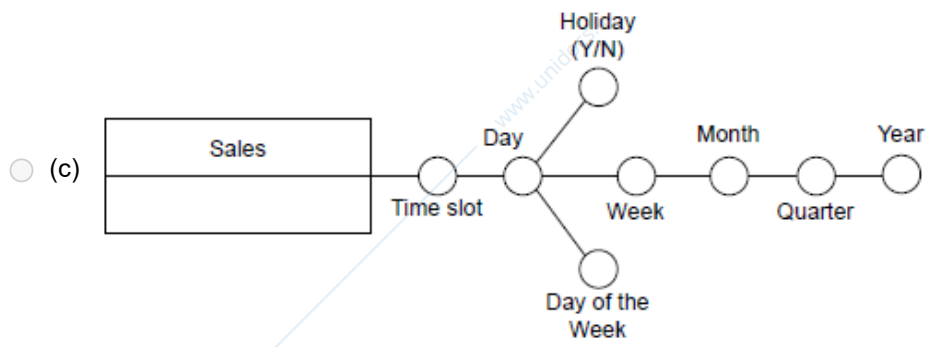 Holiday
(Y/N)
Day
Month
Year
Sales
(c)
Time slot
Week
Quarter
Day of the
Week